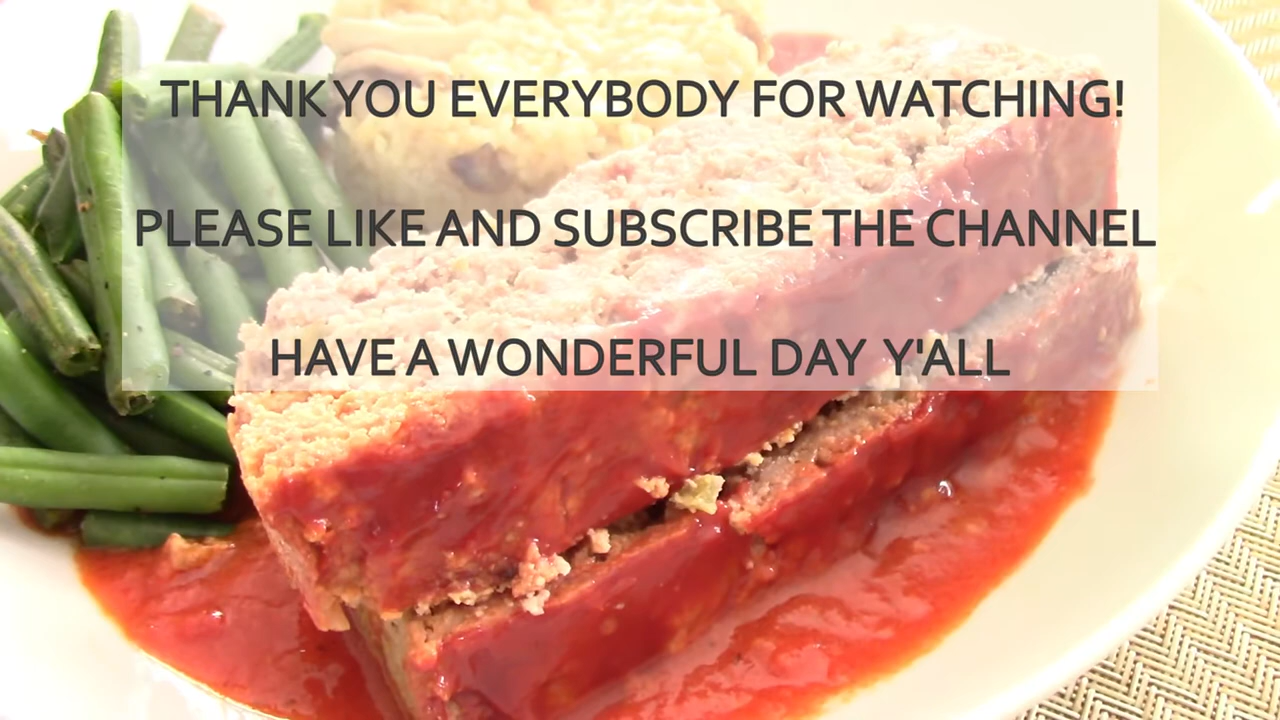 THANK YOU EVERYBODY FOR WATCHING!
PLEASE LIKE AND SUBSCRIBE THE CHANNEL
HAVE A WONDERFUL DAY Y'ALL